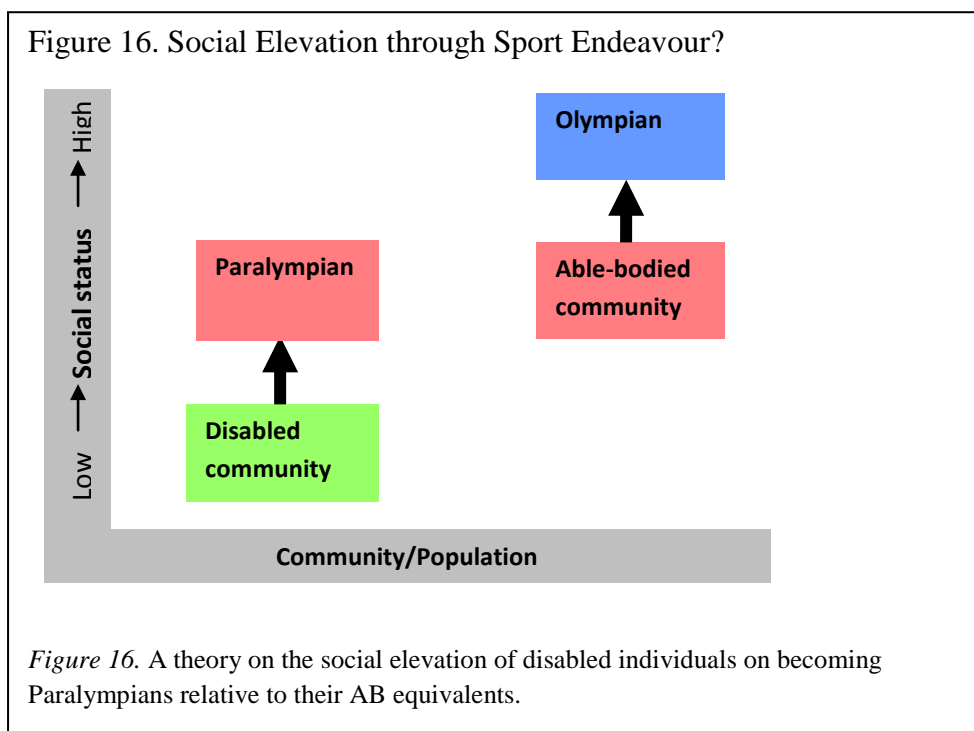 Figure 16. Social Elevation through Sport Endeavour?
Olympian
Paralympian
Able-bodied
community
Disabled
community
Low → Social status → High
Community/Population
Figure 16. A theory on the social elevation of disabled individuals on becoming
Paralympians relative to their AB equivalents.